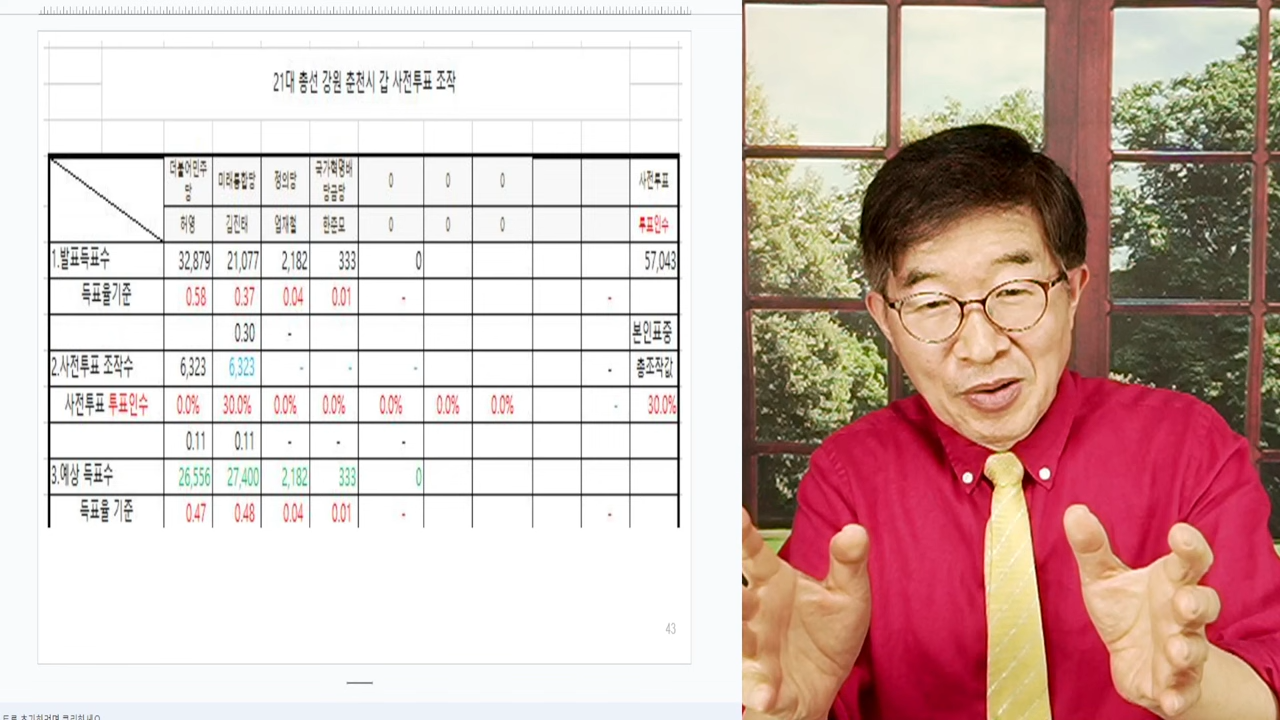 21대 총선 강원 춘천시 갑 사전투표 조작
더불어민주당 미래통합당 정의당 국가혁명배당금당 0 0 0 사전투표
허영 김진태 엄재철 한준모 0 0 0 투표인수
1.발표득표수 32,879 21,077 2,182 333 0 57,043
득표율기준 0.58 0.37 0.04 0.01 - -
0.30 - 본인표중
2.사전투표 조작수 6,323 6,323 - - - - 총조작값
사전투표 투표인수 0.0% 30.0% 0.0% 0.0% 0.0% 0.0% 0.0% - 30.0%
0.11 0.11 - - -
3.예상 득표수 26,556 27,400 2,182 333 0
득표율 기준 0.47 0.48 0.04 0.01 - -
43